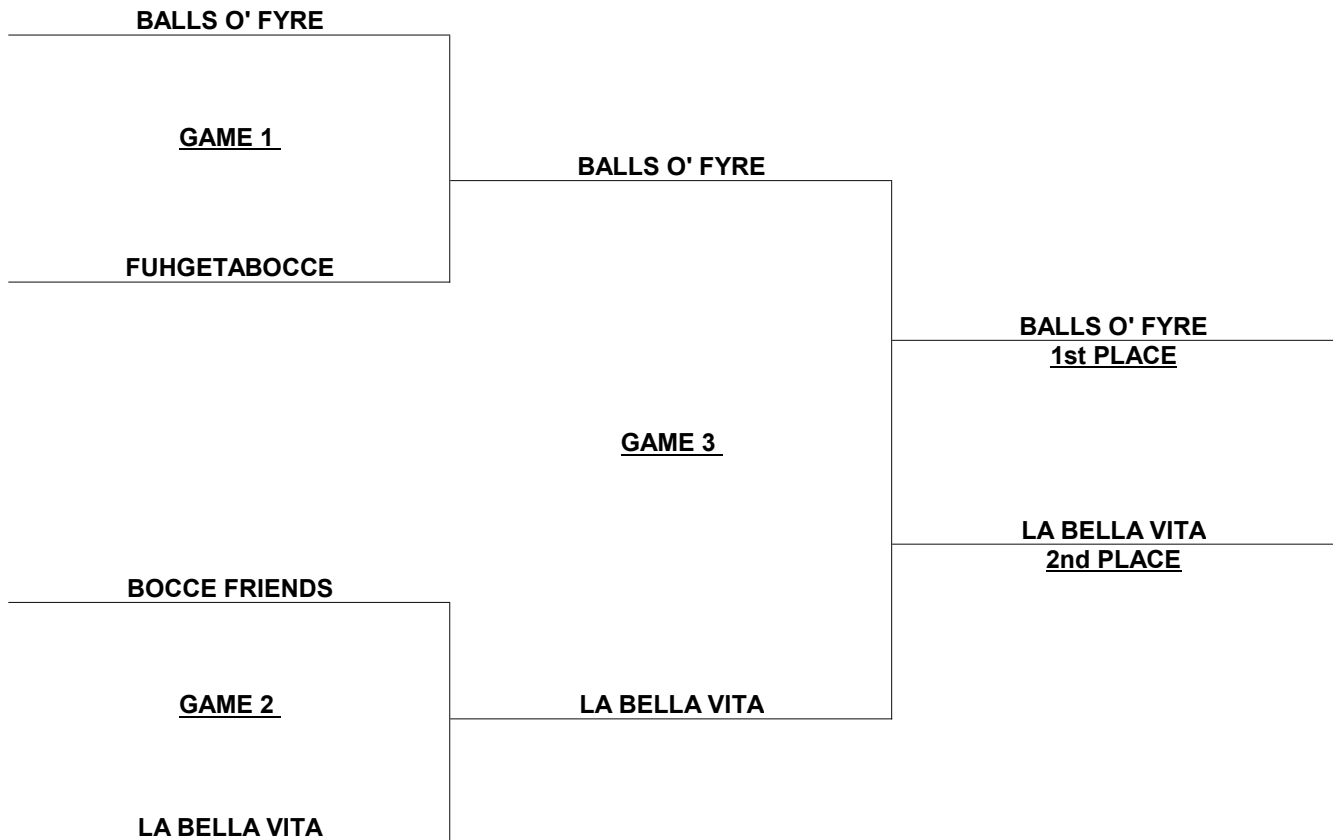 BALLS O' FYRE
GAME 1
BALLS O' FYRE
FUHGETABOCCE
BALLS O' FYRE
1st PLACE
GAME 3
LA BELLA VITA
2nd PLACE
BOCCE FRIENDS
GAME 2
LA BELLA VITA
LA BELLA VITA